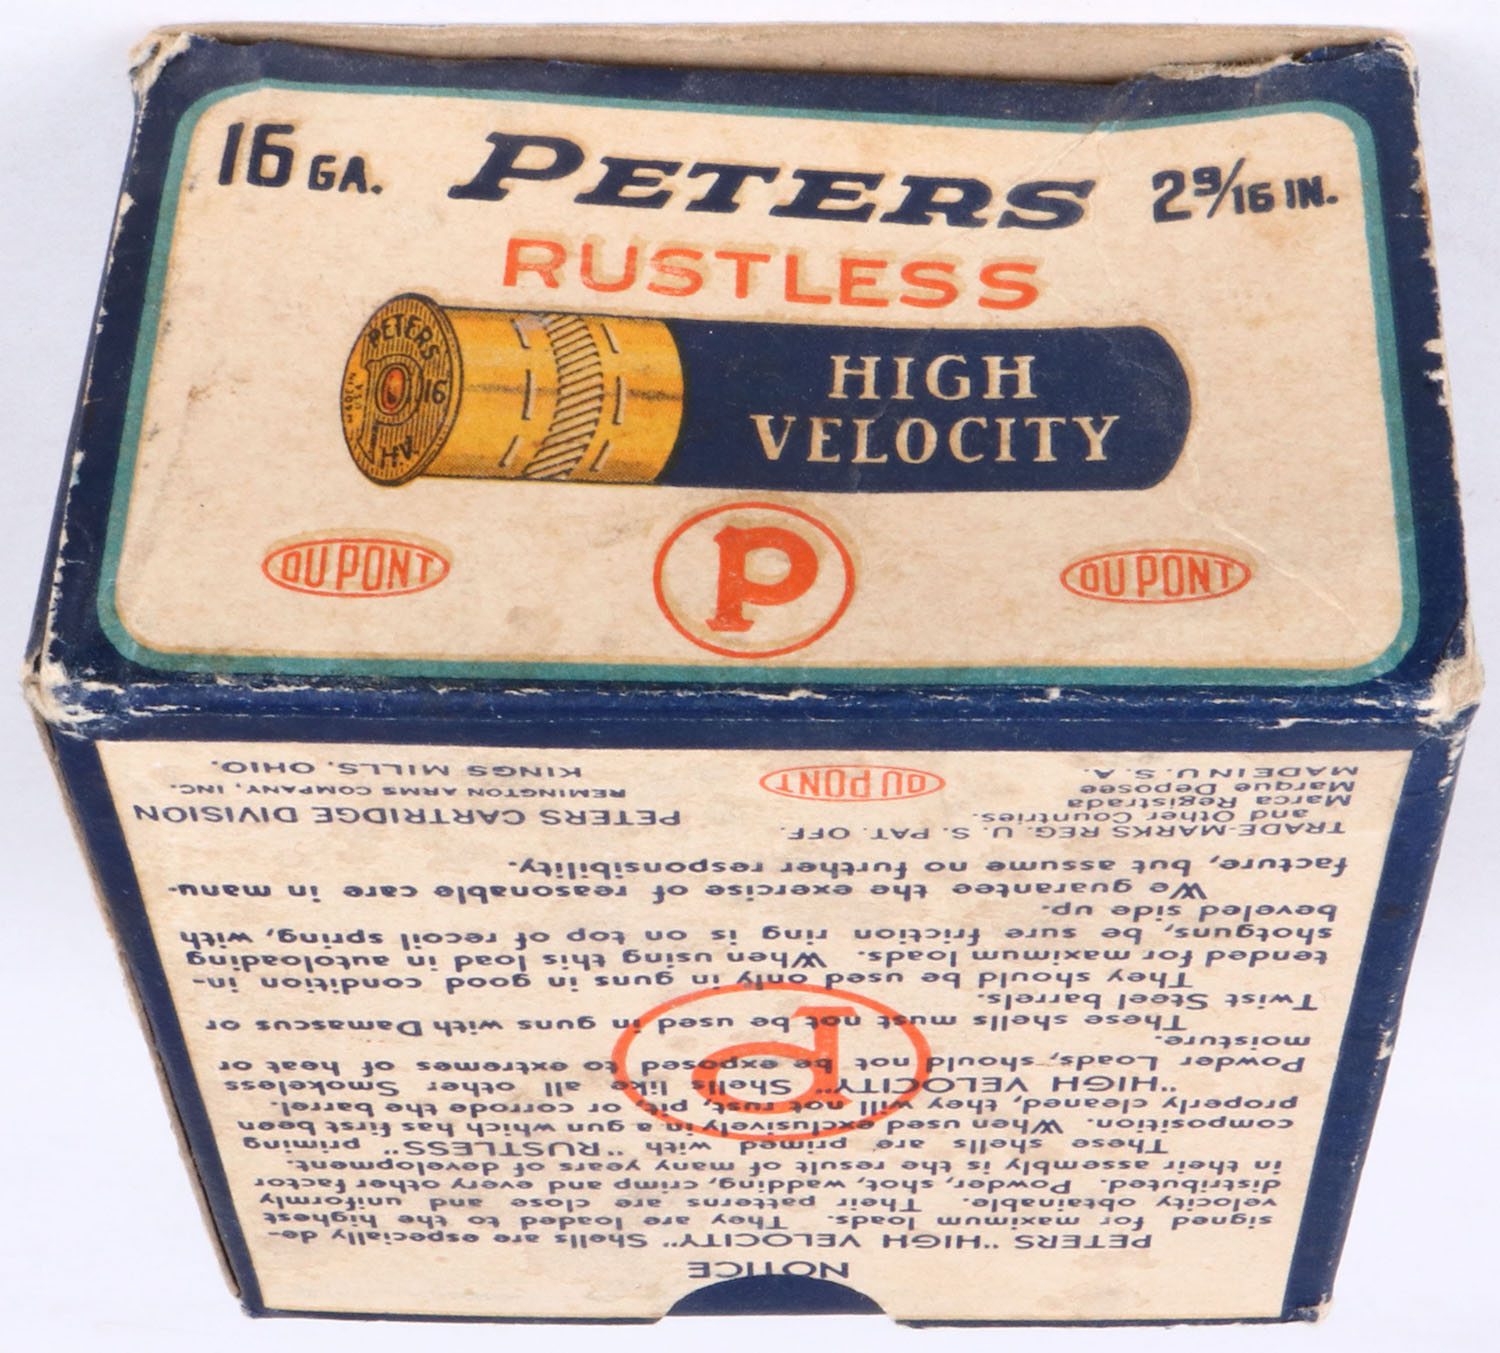 16 GA. PETERS 2 9/16 IN.
RUSTLESS
PETERS
MADE IN
U.S.A.
16
H.V.
HIGH
VELOCITY
DU PONT P DU PONT
NOTICE
PETERS "HIGH VELOCITY" Shells are especially de-
signed for maximum loads. They are loaded to the highest
velocity obtainable. Their patterns are close and uniformly
distributed. Powder, shot, wadding, crimp and every other factor
in their assembly is the result of many years of development.
These shells are primed with "RUSTLESS" priming
composition. When used exclusively in a gun which has first been
properly cleaned, they will not rust, pit, or corrode the barrel.
"HIGH VELOCITY" Shells like all other Smokeless
Powder Loads, should not be exposed to extremes of heat or
moisture.
These shells must not be used in guns with Damascus or
Twist Steel barrels.
They should be used only in guns in good condition in-
tended for maximum loads. When using this load in autoloading
shotguns, be sure friction ring is on top of recoil spring, with
beveled side up.
We guarantee the exercise of reasonable care in manu-
facture, but assume no further responsibility.
P
TRADE-MARKS REG. U. S. PAT. OFF.
and Other Countries.
Marca Registrada
Marque Deposee
MADE IN U. S. A.
DU PONT
PETERS CARTRIDGE DIVISION
REMINGTON ARMS COMPANY, INC.
KINGS MILLS, OHIO.